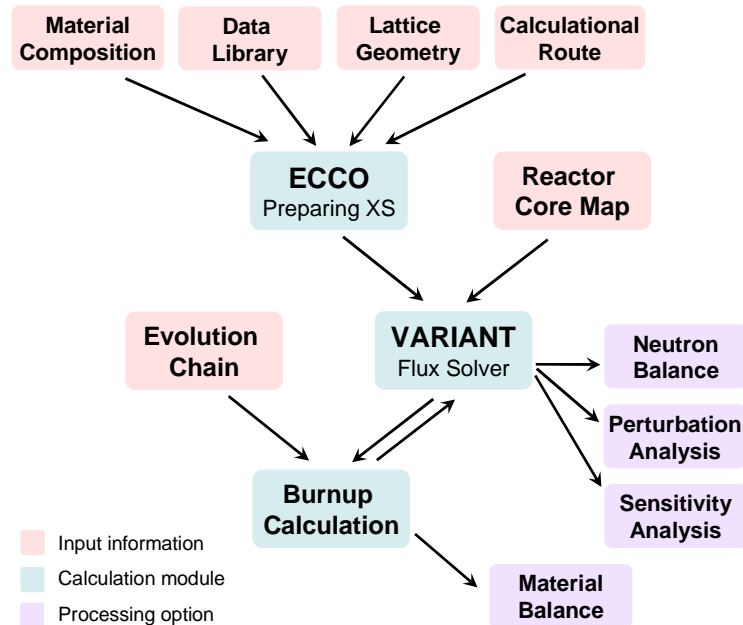 Material
Composition
Data
Library
Lattice
Geometry
Calculational
Route
ECCO
Preparing XS
Reactor
Core Map
Evolution
Chain
VARIANT
Flux Solver
Neutron
Balance
Perturbation
Analysis
Sensitivity
Analysis
Burnup
Calculation
Material
Balance
Input information
Calculation module
Processing option